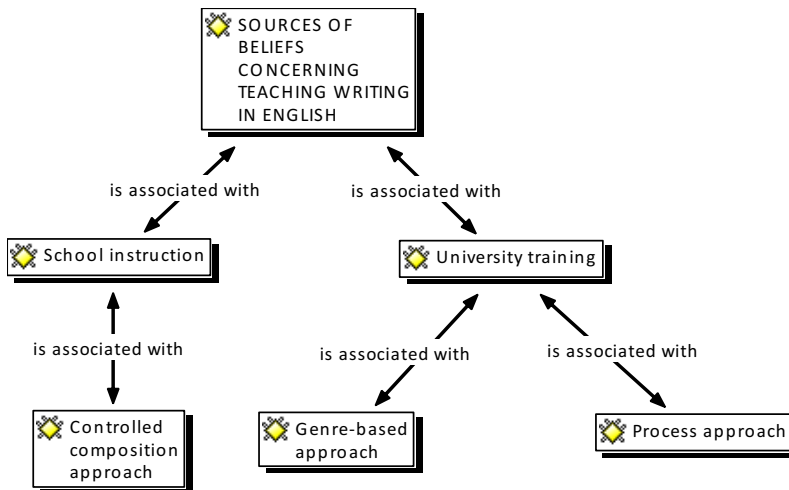 SOURCES OF
BELIEFS
CONCERNING
TEACHING WRITING
IN ENGLISH
is associated with
is associated with
School instruction
University training
is associated with
is associated with
is associated with
Controlled
composition
approach
Genre-based
approach
Process approach